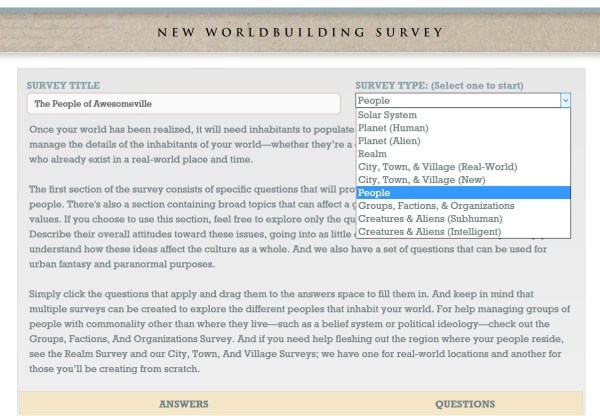 NEW WORLDBUILDING SURVEY
SURVEY TITLE
SURVEY TYPE: (Select one to start)
The People of Awesomeville
People
Solar System
Planet (Human)
Planet (Alien)
Realm
City, Town, & Village (Real-World)
City, Town, & Village (New)
People
Groups, Factions, & Organizations
Creatures & Aliens (Subhuman)
Creatures & Aliens (Intelligent)
Once your world has been realized, it will need inhabitants to populate
manage the details of the inhabitants of your world—whether they're a
who already exist in a real-world place and time.
The first section of the survey consists of specific questions that will
people. There's also a section containing broad topics that can affect a
values. If you choose to use this section, feel free to explore only the
Describe their overall attitudes toward these issues, going into as little
understand how these ideas affect the culture as a whole. And we also have a set of questions that can be used for
urban fantasy and paranormal purposes.
Simply click the questions that apply and drag them to the answers space to fill them in. And keep in mind that
multiple surveys can be created to explore the different peoples that inhabit your world. For help managing groups of
people with commonality other than where they live—such as a belief system or political ideology—check out the
Groups, Factions, And Organizations Survey. And if you need help fleshing out the region where your people reside,
see the Realm Survey and our City, Town, And Village Surveys; we have one for real-world locations and another for
those you'll be creating from scratch.
ANSWERS
QUESTIONS